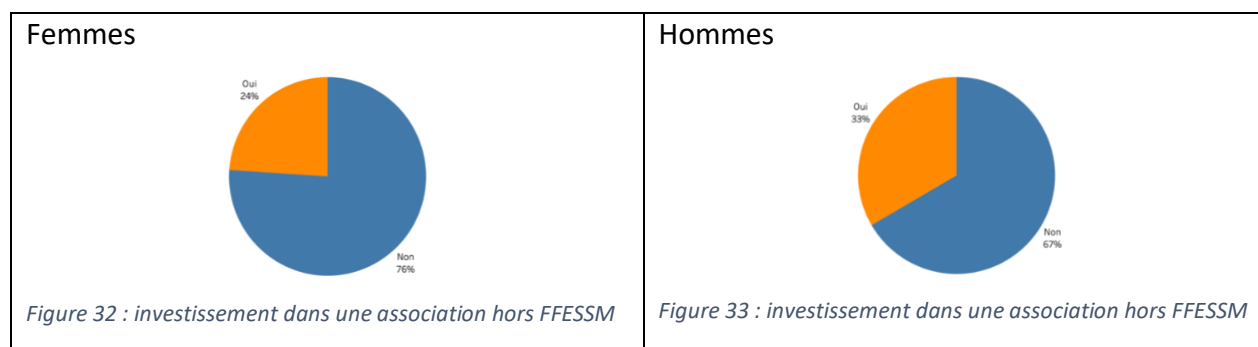 Femmes
Oui
24%
Non
76%
Figure 32 : investissement dans une association hors FFESSM
Hommes
Oui
33%
Non
67%
Figure 33 : investissement dans une association hors FFESSM